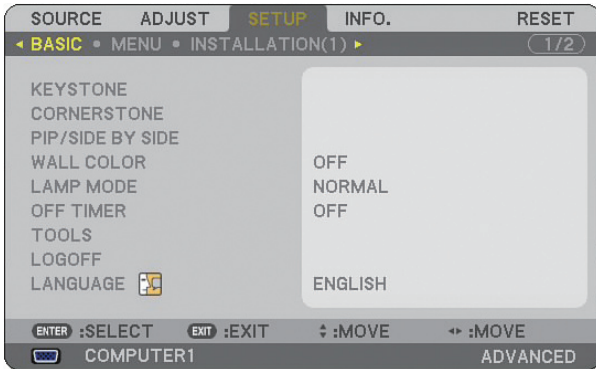 SOURCE ADJUST SETUP INFO. RESET
BASIC • MENU • INSTALLATION(1) 1/2
KEYSTONE
CORNERSTONE
PIP/SIDE BY SIDE
WALL COLOR OFF
LAMP MODE NORMAL
OFF TIMER OFF
TOOLS
LOGOFF
LANGUAGE ENGLISH
ENTER :SELECT EXIT :EXIT :MOVE :MOVE
COMPUTER1 ADVANCED